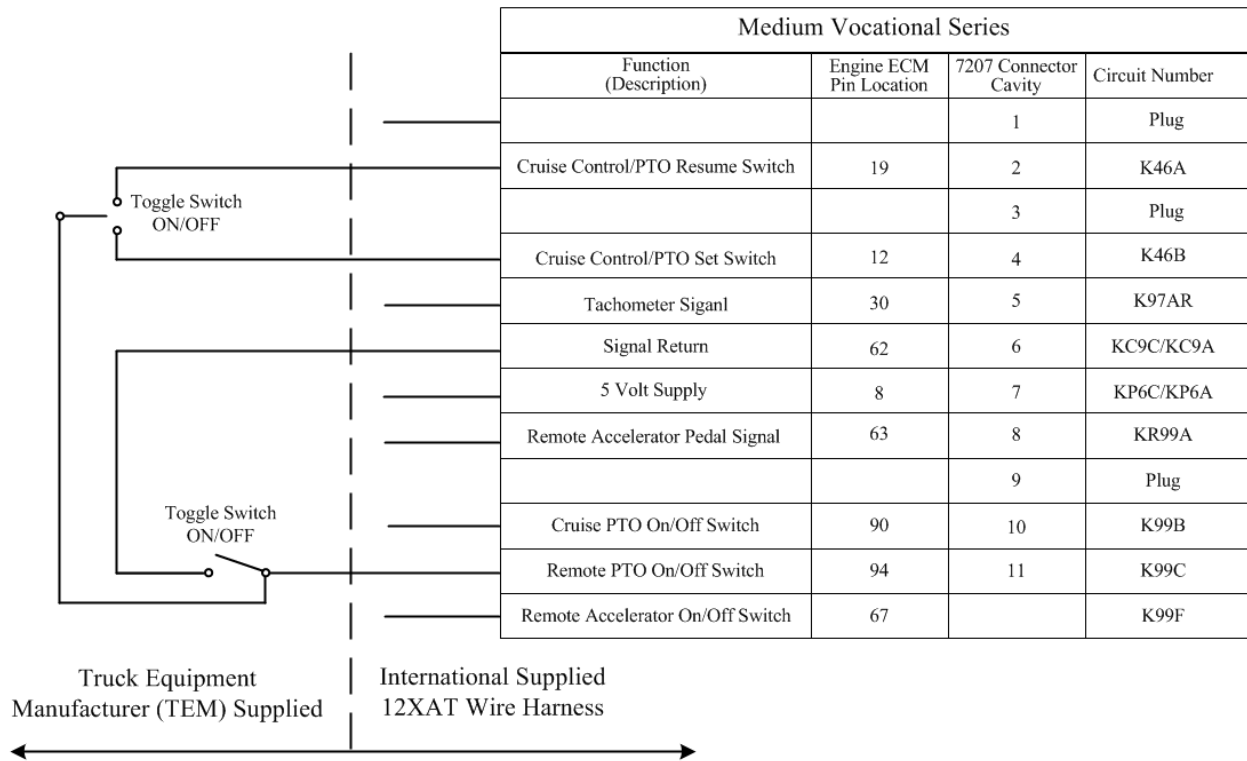 Medium Vocational Series
Function (Description) Engine ECM Pin Location 7207 Connector Cavity Circuit Number
1 Plug
Cruise Control/PTO Resume Switch 19 2 K46A
Toggle Switch
ON/OFF
3 Plug
Cruise Control/PTO Set Switch 12 4 K46B
Tachometer Siganl 30 5 K97AR
Signal Return 62 6 KC9C/KC9A
5 Volt Supply 8 7 KP6C/KP6A
Remote Accelerator Pedal Signal 63 8 KR99A
9 Plug
Toggle Switch
ON/OFF
Cruise PTO On/Off Switch 90 10 K99B
Remote PTO On/Off Switch 94 11 K99C
Remote Accelerator On/Off Switch 67 K99F
Truck Equipment
Manufacturer (TEM) Supplied
International Supplied
12XAT Wire Harness